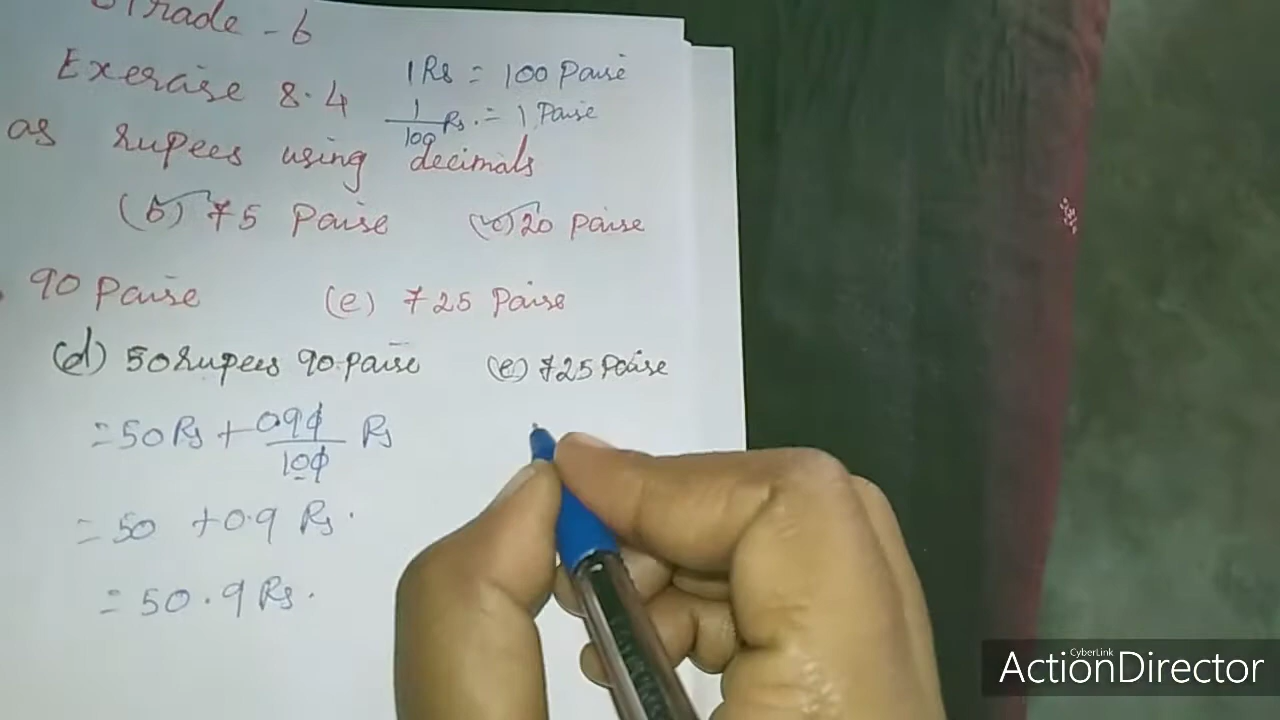 Grade - 6
Exercise 8.4
1 Rs = 100 Paise
1/100 Rs. = 1 Paise
as rupees using decimals
(b) 75 Paise (c) 20 paise
90 Paise (e) 725 Paise
(d) 50 rupees 90 paise (e) 725 Paise
= 50 Rs + 090/100 Rs
= 50 + 0.9 Rs.
= 50.9 Rs.
CyberLink
ActionDirector